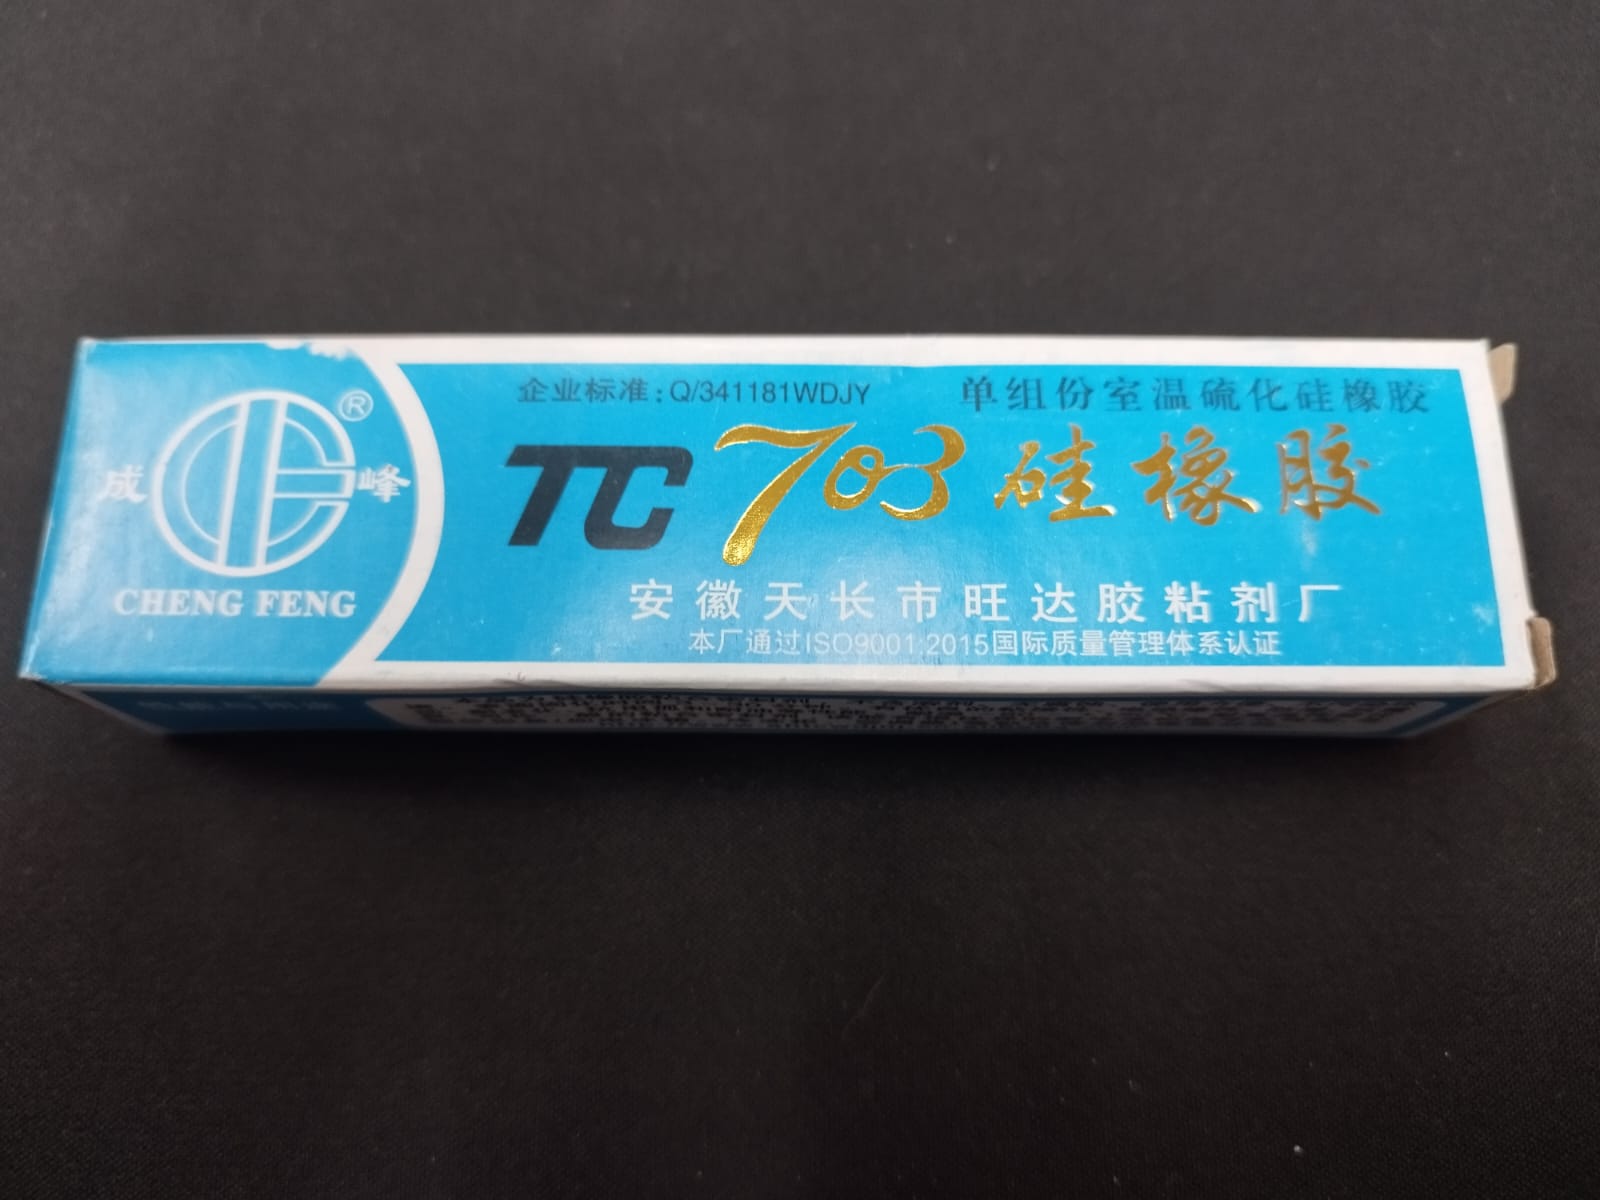 企业标准:Q/341181WDJY
单组份室温硫化硅橡胶
成 峰 ®
CHENG FENG
TC 703 硅橡胶
安徽天长市旺达胶粘剂厂
本厂通过ISO9001:2015国际质量管理体系认证